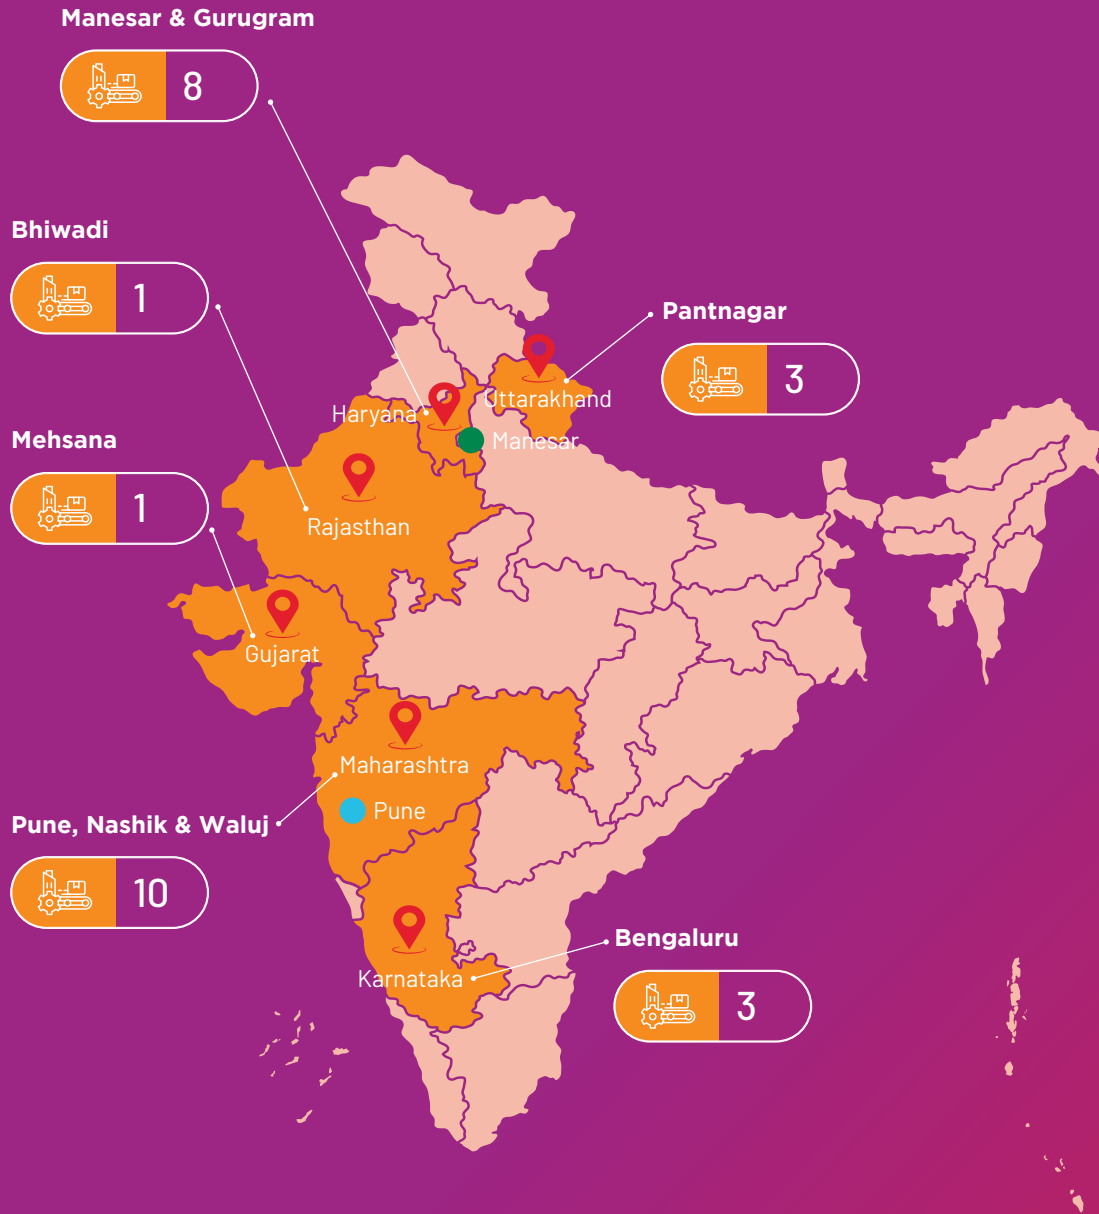 Manesar & Gurugram
8
Bhiwadi
1
Pantnagar
3
Uttarakhand
Haryana
Manesar
Mehsana
1
Rajasthan
Gujarat
Maharashtra
Pune
Pune, Nashik & Waluj
10
Karnataka
Bengaluru
3